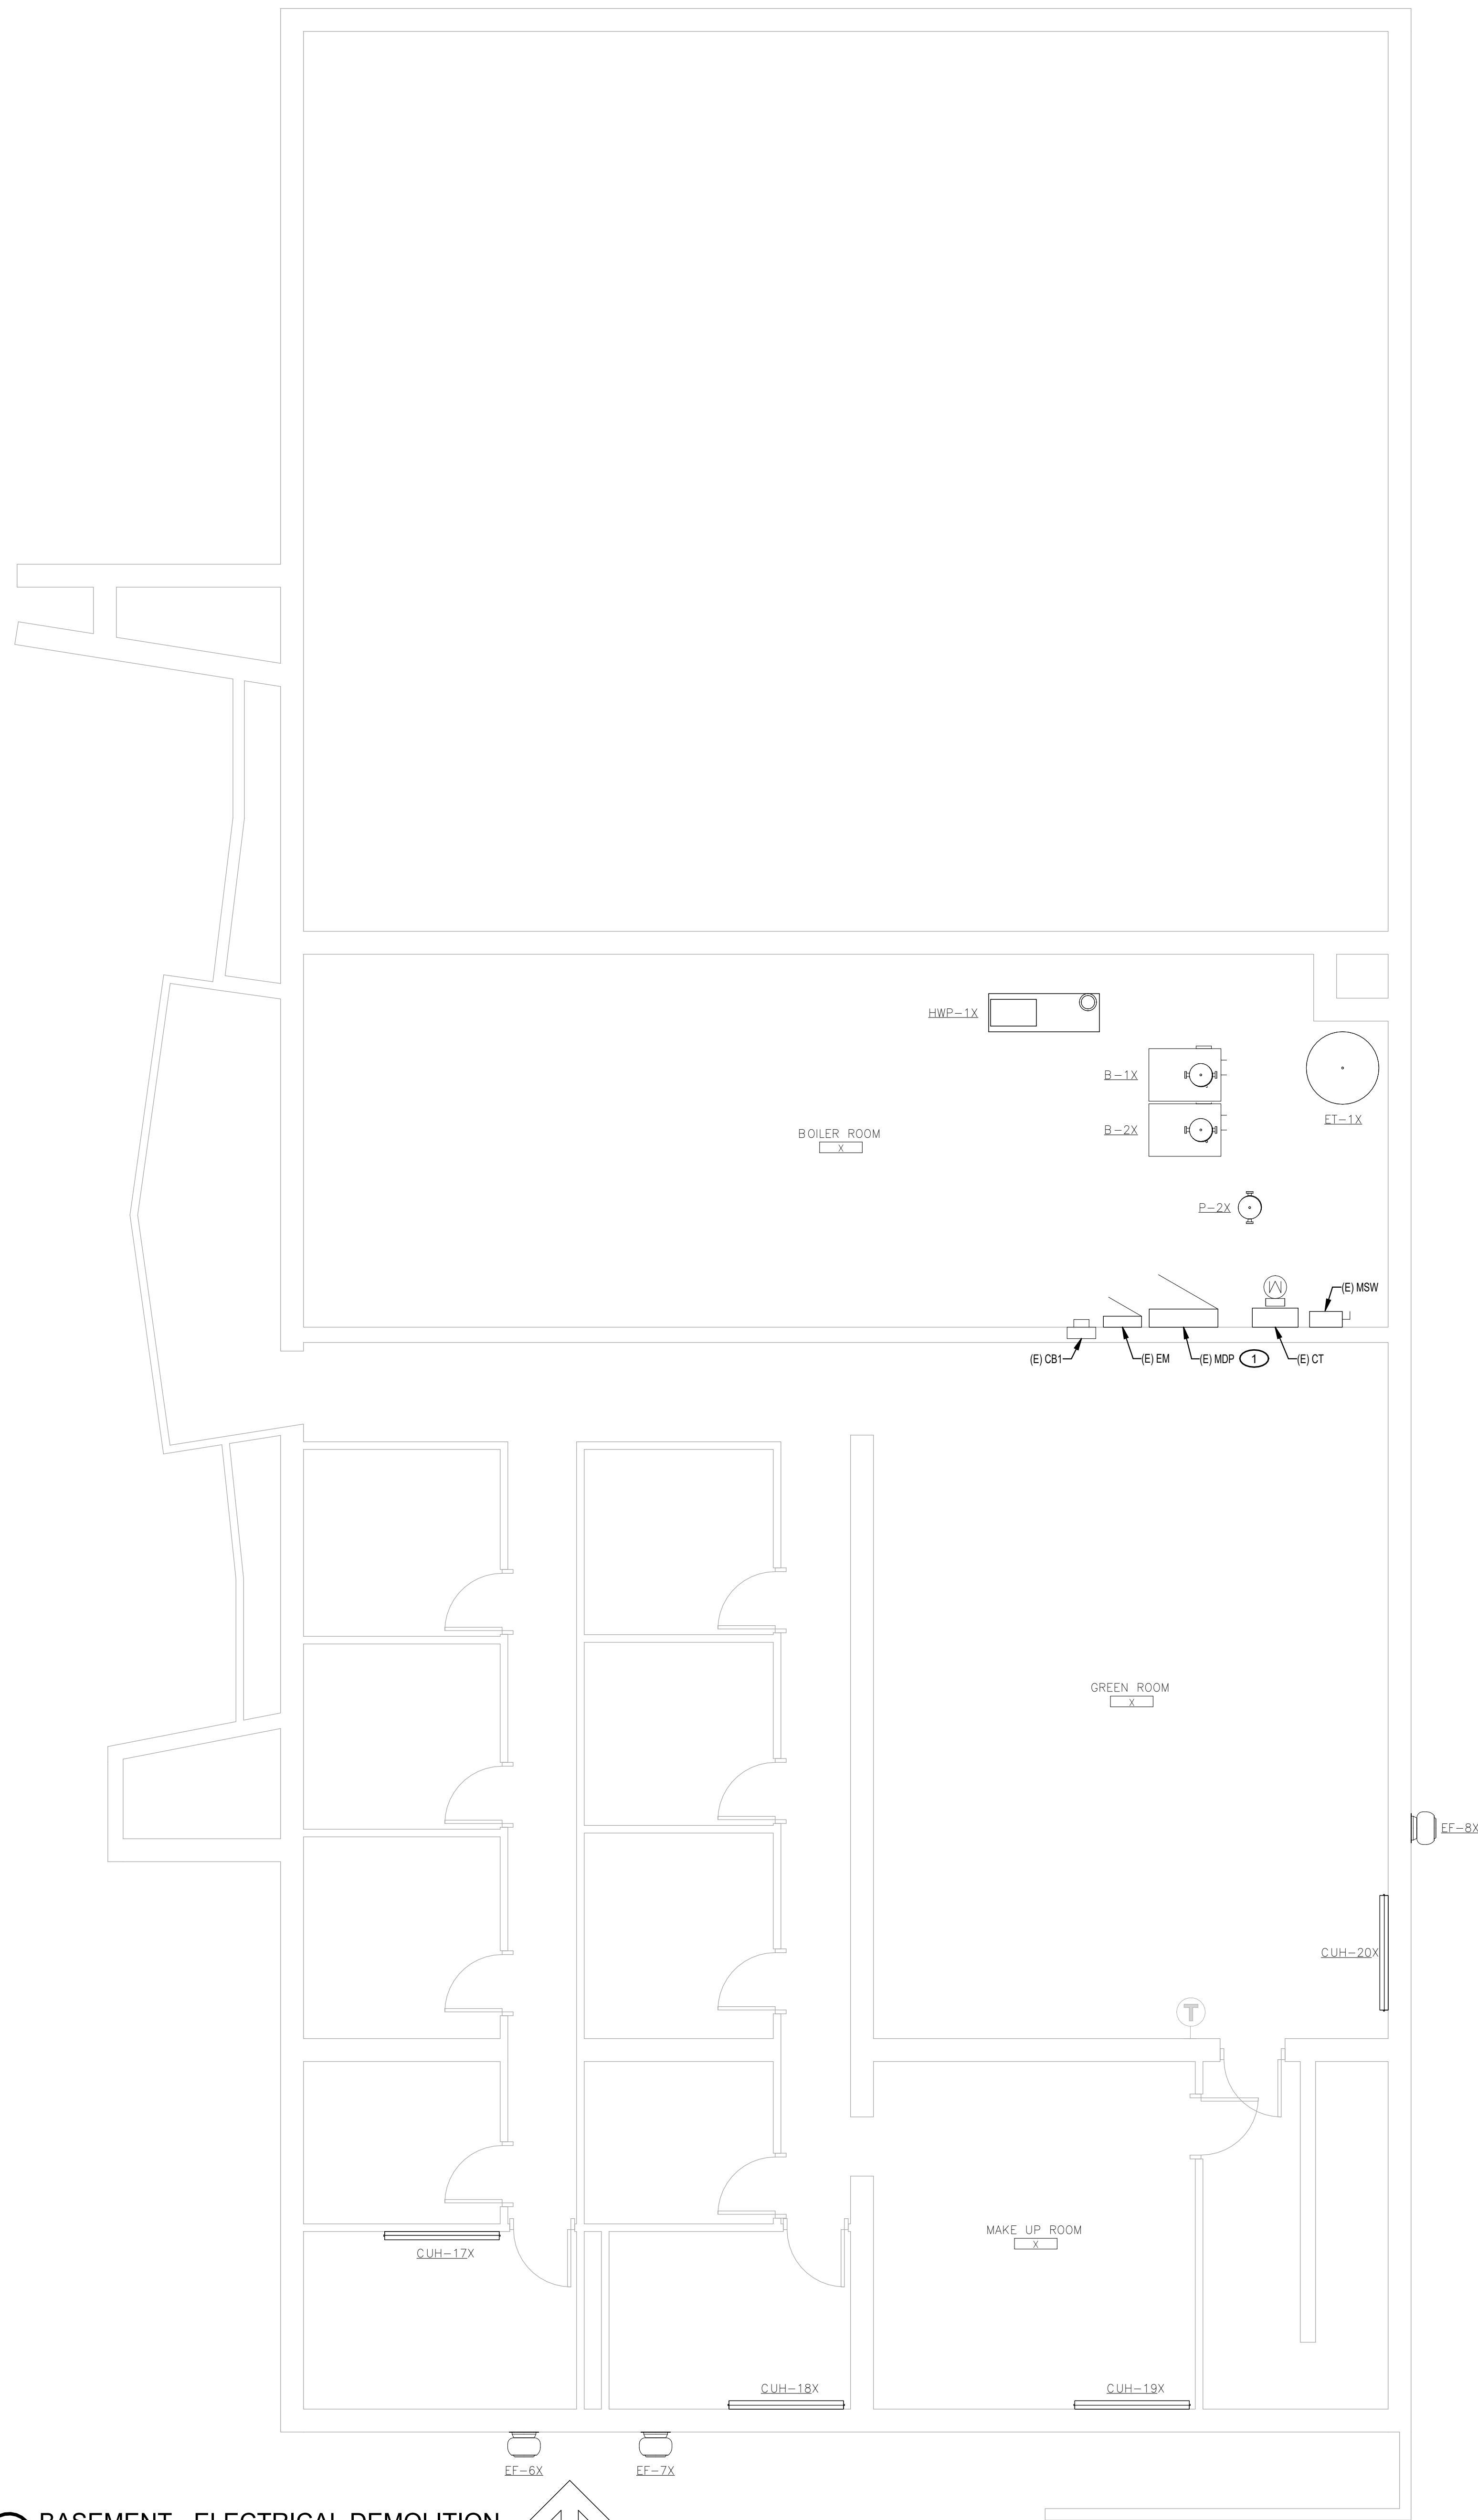 HWP-1X
B-1X
ET-1X
B-2X
BOILER ROOM
X
P-2X
M
(E) MSW
(E) CB1
(E) EM
(E) MDP
1
(E) CT
GREEN ROOM
X
EF-8X
CUH-20X
T
MAKE UP ROOM
X
CUH-17X
CUH-18X
CUH-19X
EF-6X
EF-7X
BASEMENT - ELECTRICAL DEMOLITION